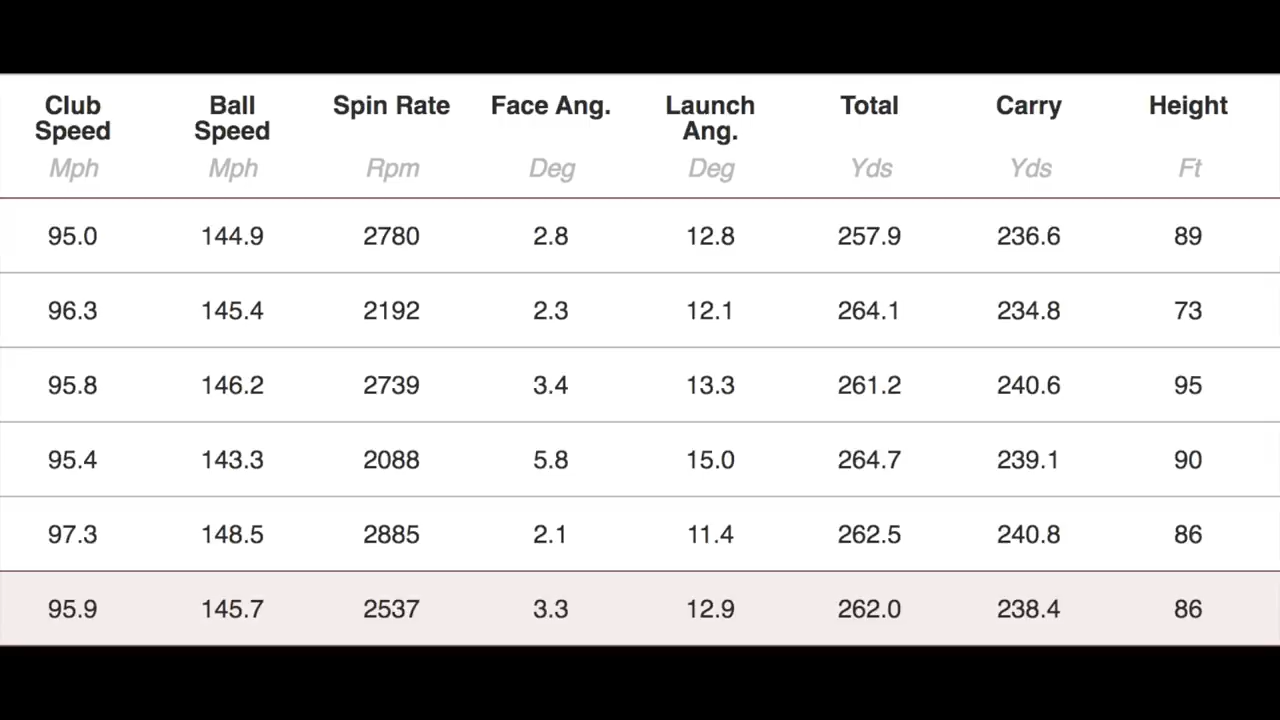 Club Speed Ball Speed Spin Rate Face Ang. Launch Ang. Total Carry Height
Mph Mph Rpm Deg Deg Yds Yds Ft
95.0 144.9 2780 2.8 12.8 257.9 236.6 89
96.3 145.4 2192 2.3 12.1 264.1 234.8 73
95.8 146.2 2739 3.4 13.3 261.2 240.6 95
95.4 143.3 2088 5.8 15.0 264.7 239.1 90
97.3 148.5 2885 2.1 11.4 262.5 240.8 86
95.9 145.7 2537 3.3 12.9 262.0 238.4 86